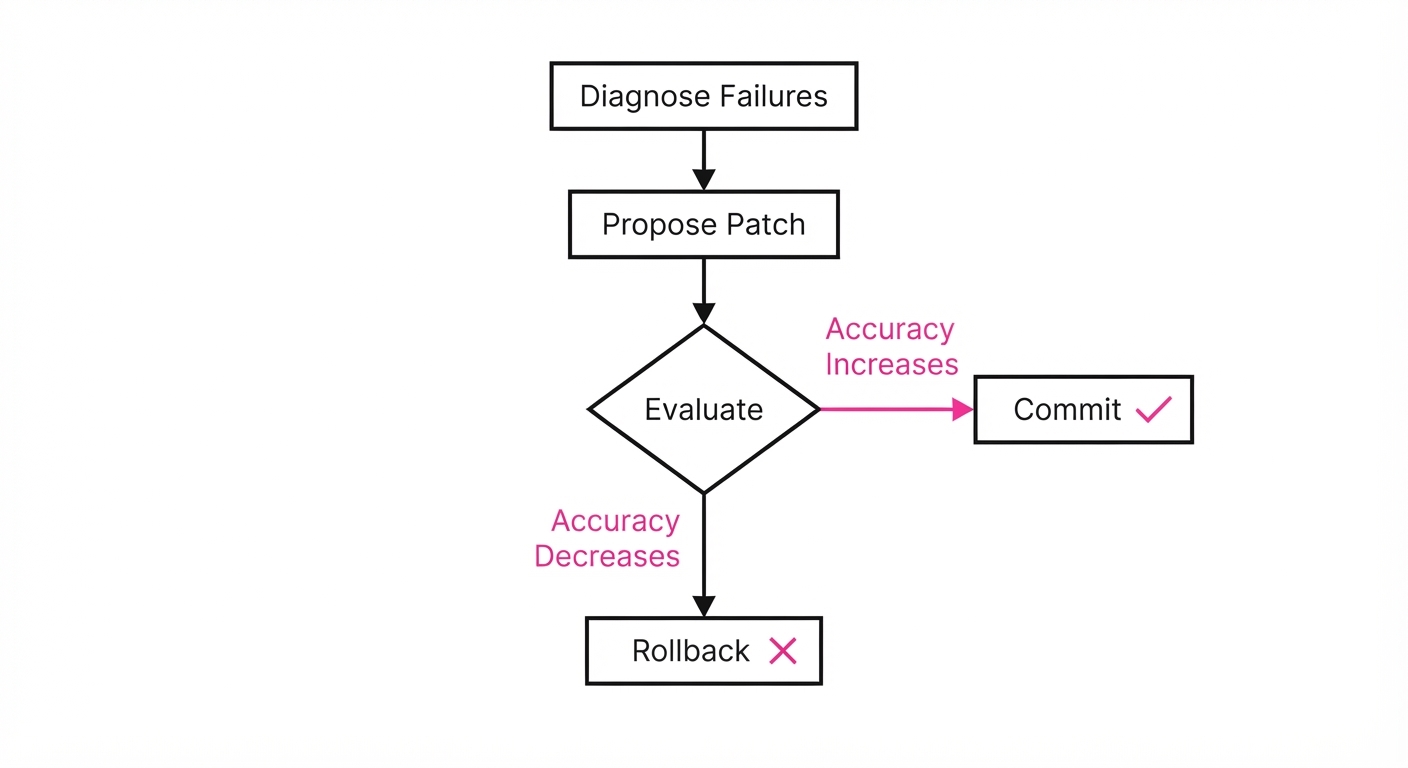 Diagnose Failures
Propose Patch
Accuracy
Increases
Evaluate
Commit
Accuracy
Decreases
Rollback